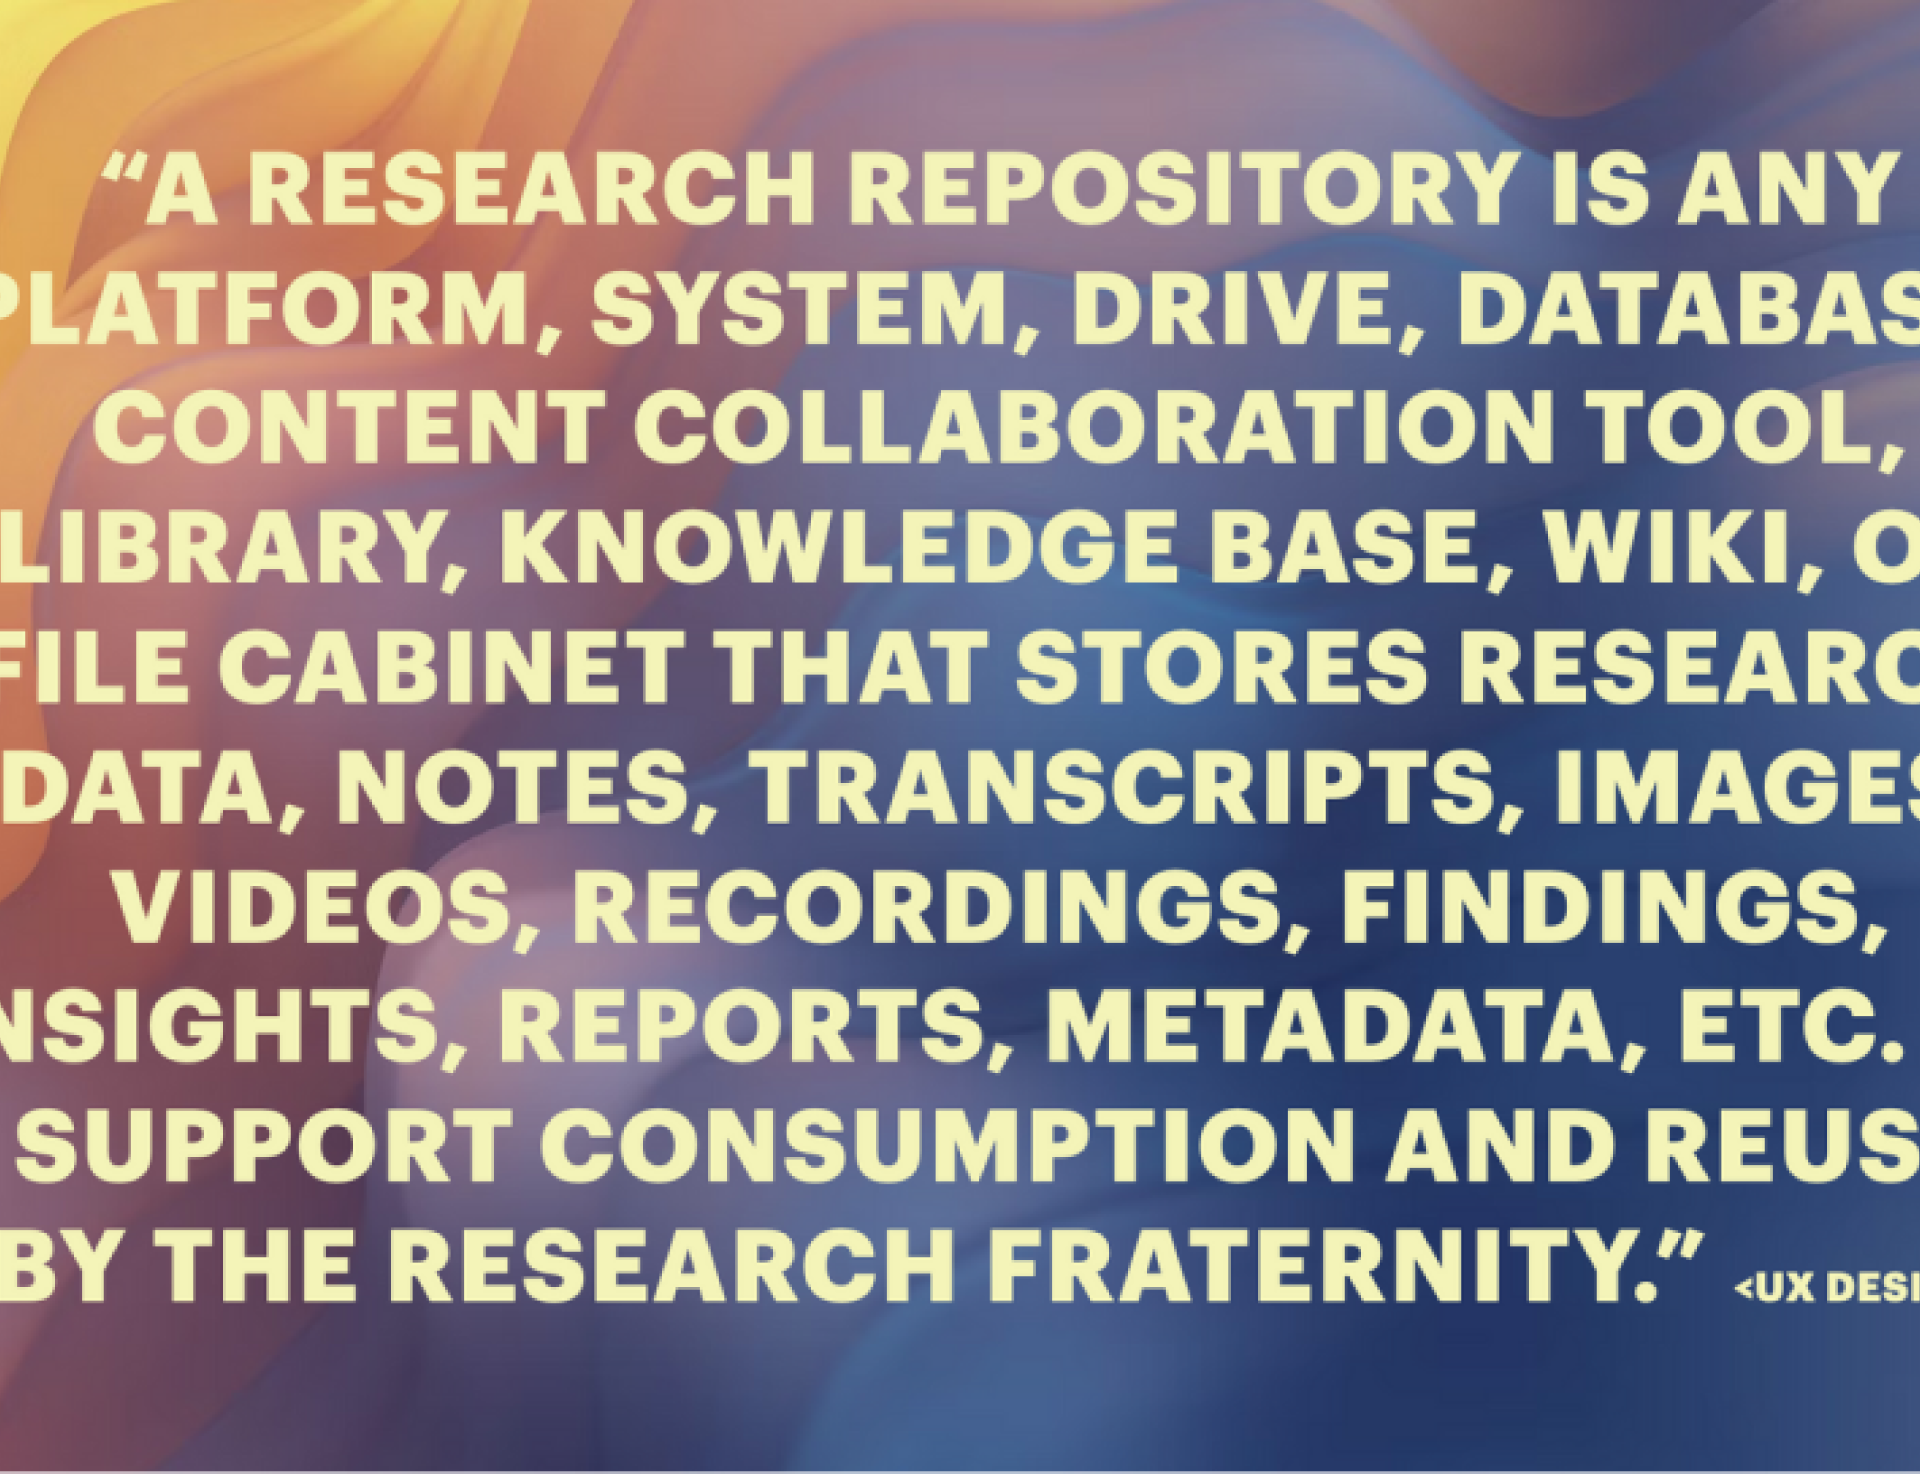 “A RESEARCH REPOSITORY IS ANY
PLATFORM, SYSTEM, DRIVE, DATABAS
CONTENT COLLABORATION TOOL,
LIBRARY, KNOWLEDGE BASE, WIKI, O
FILE CABINET THAT STORES RESEARC
DATA, NOTES, TRANSCRIPTS, IMAGES
VIDEOS, RECORDINGS, FINDINGS,
NSIGHTS, REPORTS, METADATA, ETC.
SUPPORT CONSUMPTION AND REUS
BY THE RESEARCH FRATERNITY.” <UX DESI